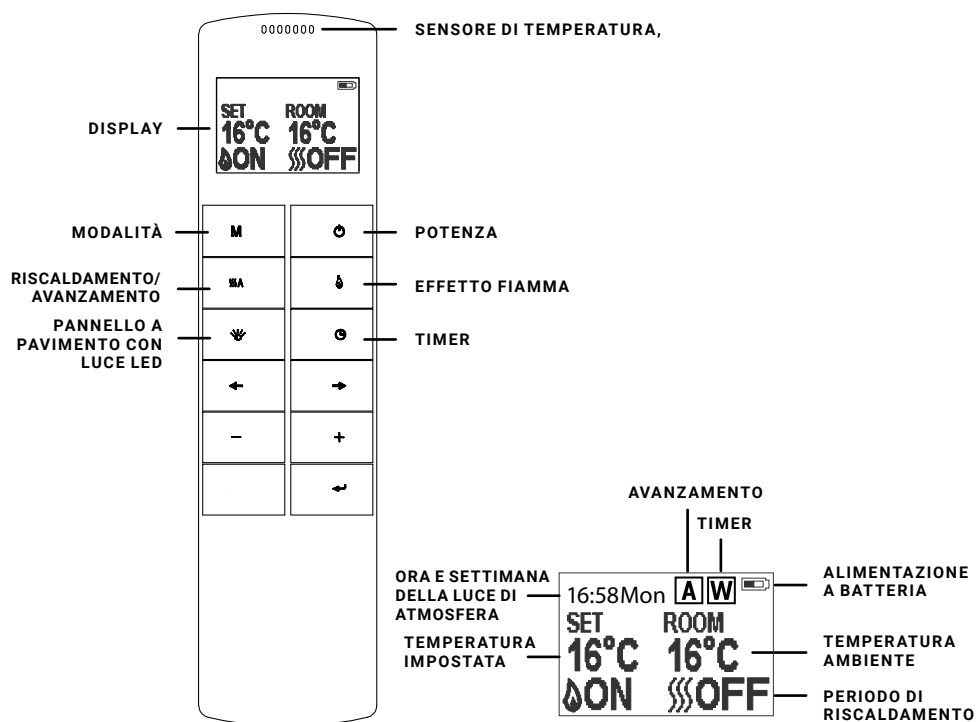 SENSORE DI TEMPERATURA,
DISPLAY
SET ROOM
16°C 16°C
ON OFF
MODALITÀ
M
POTENZA
RISCALDAMENTO/
AVANZAMENTO
A
EFFETTO FIAMMA
PANNELLO A
PAVIMENTO CON
LUCE LED
TIMER
← →
− +
↵
AVANZAMENTO
TIMER
ORA E SETTIMANA
DELLA LUCE DI
ATMOSFERA
16:58Mon A W
ALIMENTAZIONE
A BATTERIA
SET ROOM
TEMPERATURA
IMPOSTATA
16°C 16°C
TEMPERATURA
AMBIENTE
ON OFF
PERIODO DI
RISCALDAMENTO